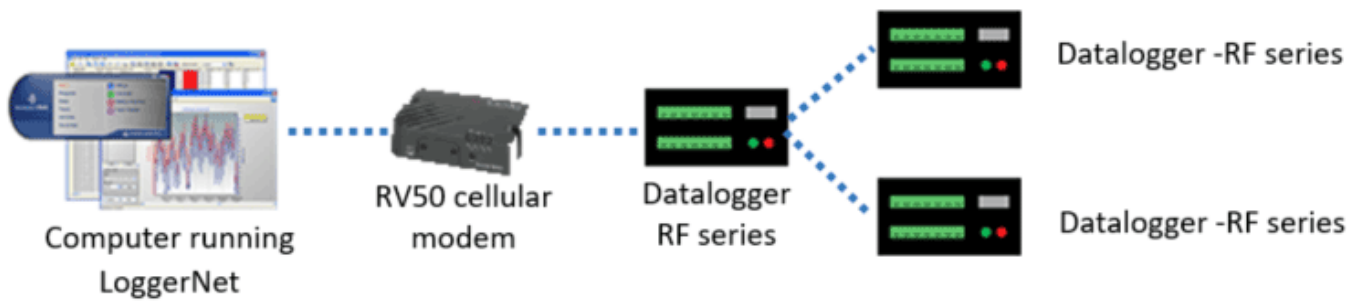 Datalogger -RF series
RV50 cellular
modem
Datalogger
RF series
Datalogger -RF series
Computer running
LoggerNet